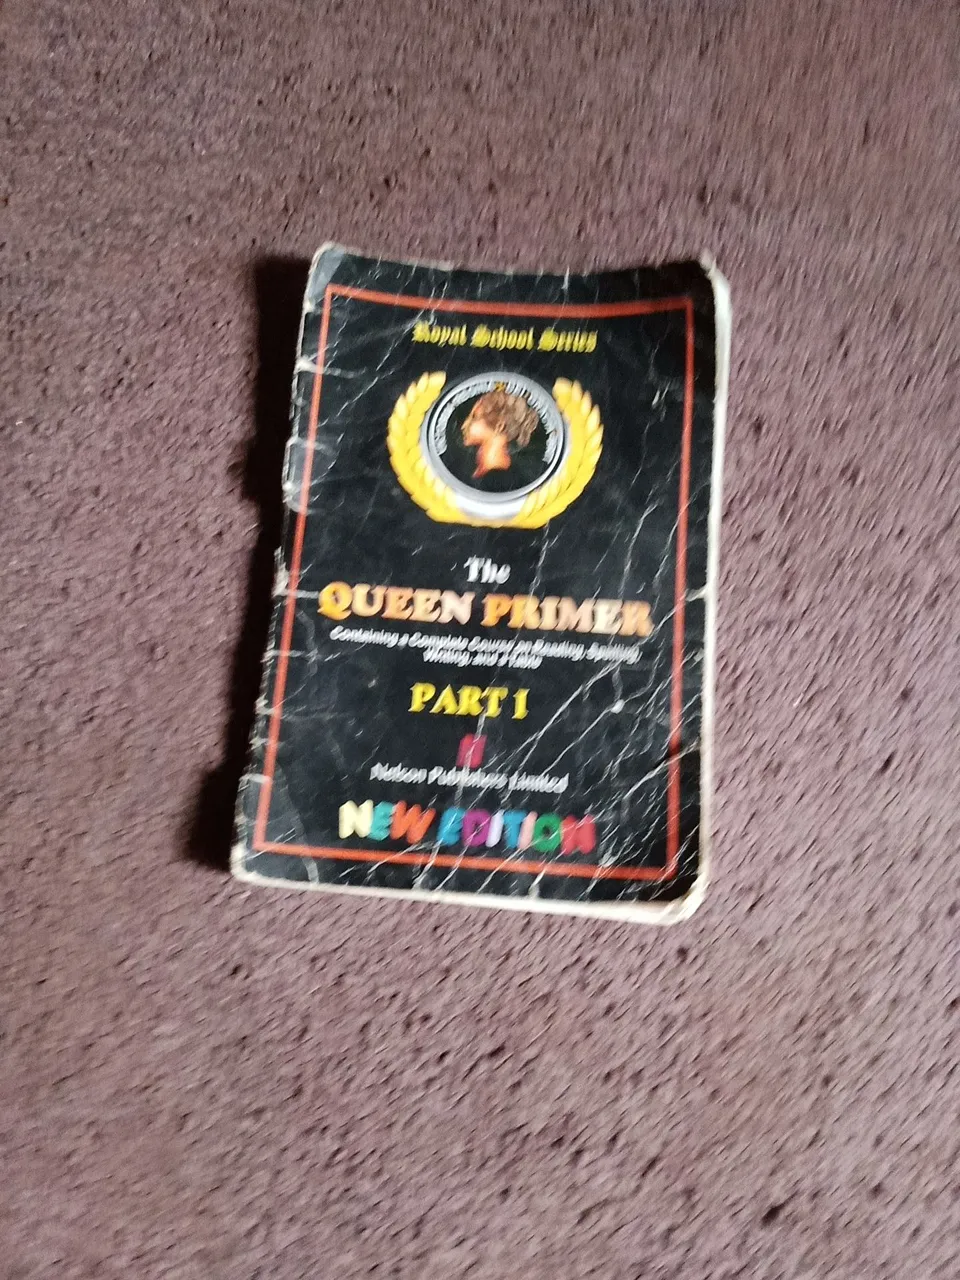 Royal School Series
The
QUEEN PRIMER
Containing a Complete Course on Reading, Spelling,
Writing, and
PART 1
Nelson Publishers Limited
NEW EDITION